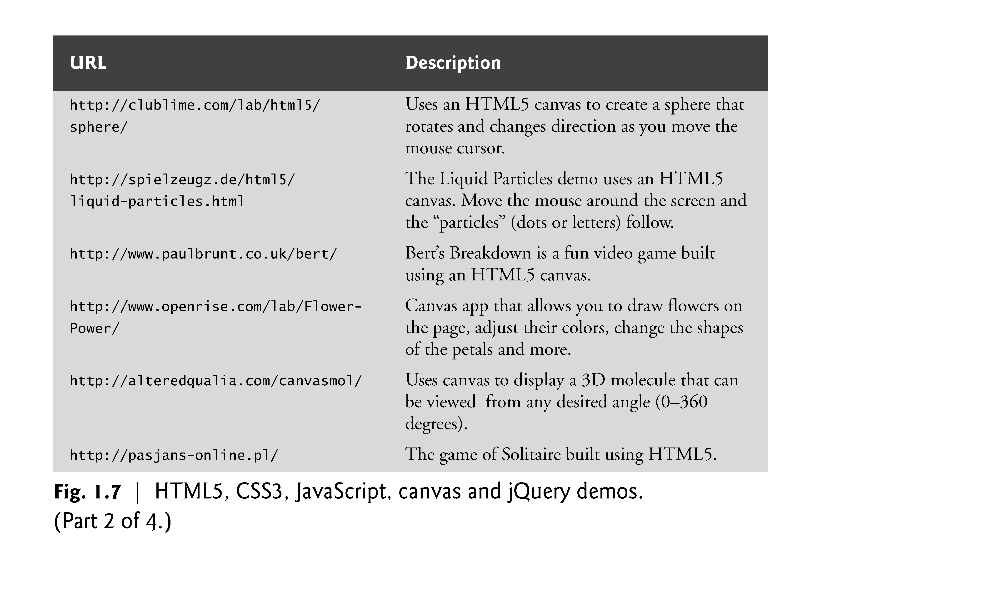 URL Description
http://clublime.com/lab/html5/ Uses an HTML5 canvas to create a sphere that
sphere/ rotates and changes direction as you move the
mouse cursor.
http://spielzeugz.de/html5/ The Liquid Particles demo uses an HTML5
liquid-particles.html canvas. Move the mouse around the screen and
the “particles” (dots or letters) follow.
http://www.paulbrunt.co.uk/bert/ Bert’s Breakdown is a fun video game built
using an HTML5 canvas.
http://www.openrise.com/lab/Flower- Canvas app that allows you to draw flowers on
Power/ the page, adjust their colors, change the shapes
of the petals and more.
http://alteredqualia.com/canvasmol/ Uses canvas to display a 3D molecule that can
be viewed  from any desired angle (0–360
degrees).
http://pasjans-online.pl/ The game of Solitaire built using HTML5.
Fig. 1.7 | HTML5, CSS3, JavaScript, canvas and jQuery demos.
(Part 2 of 4.)